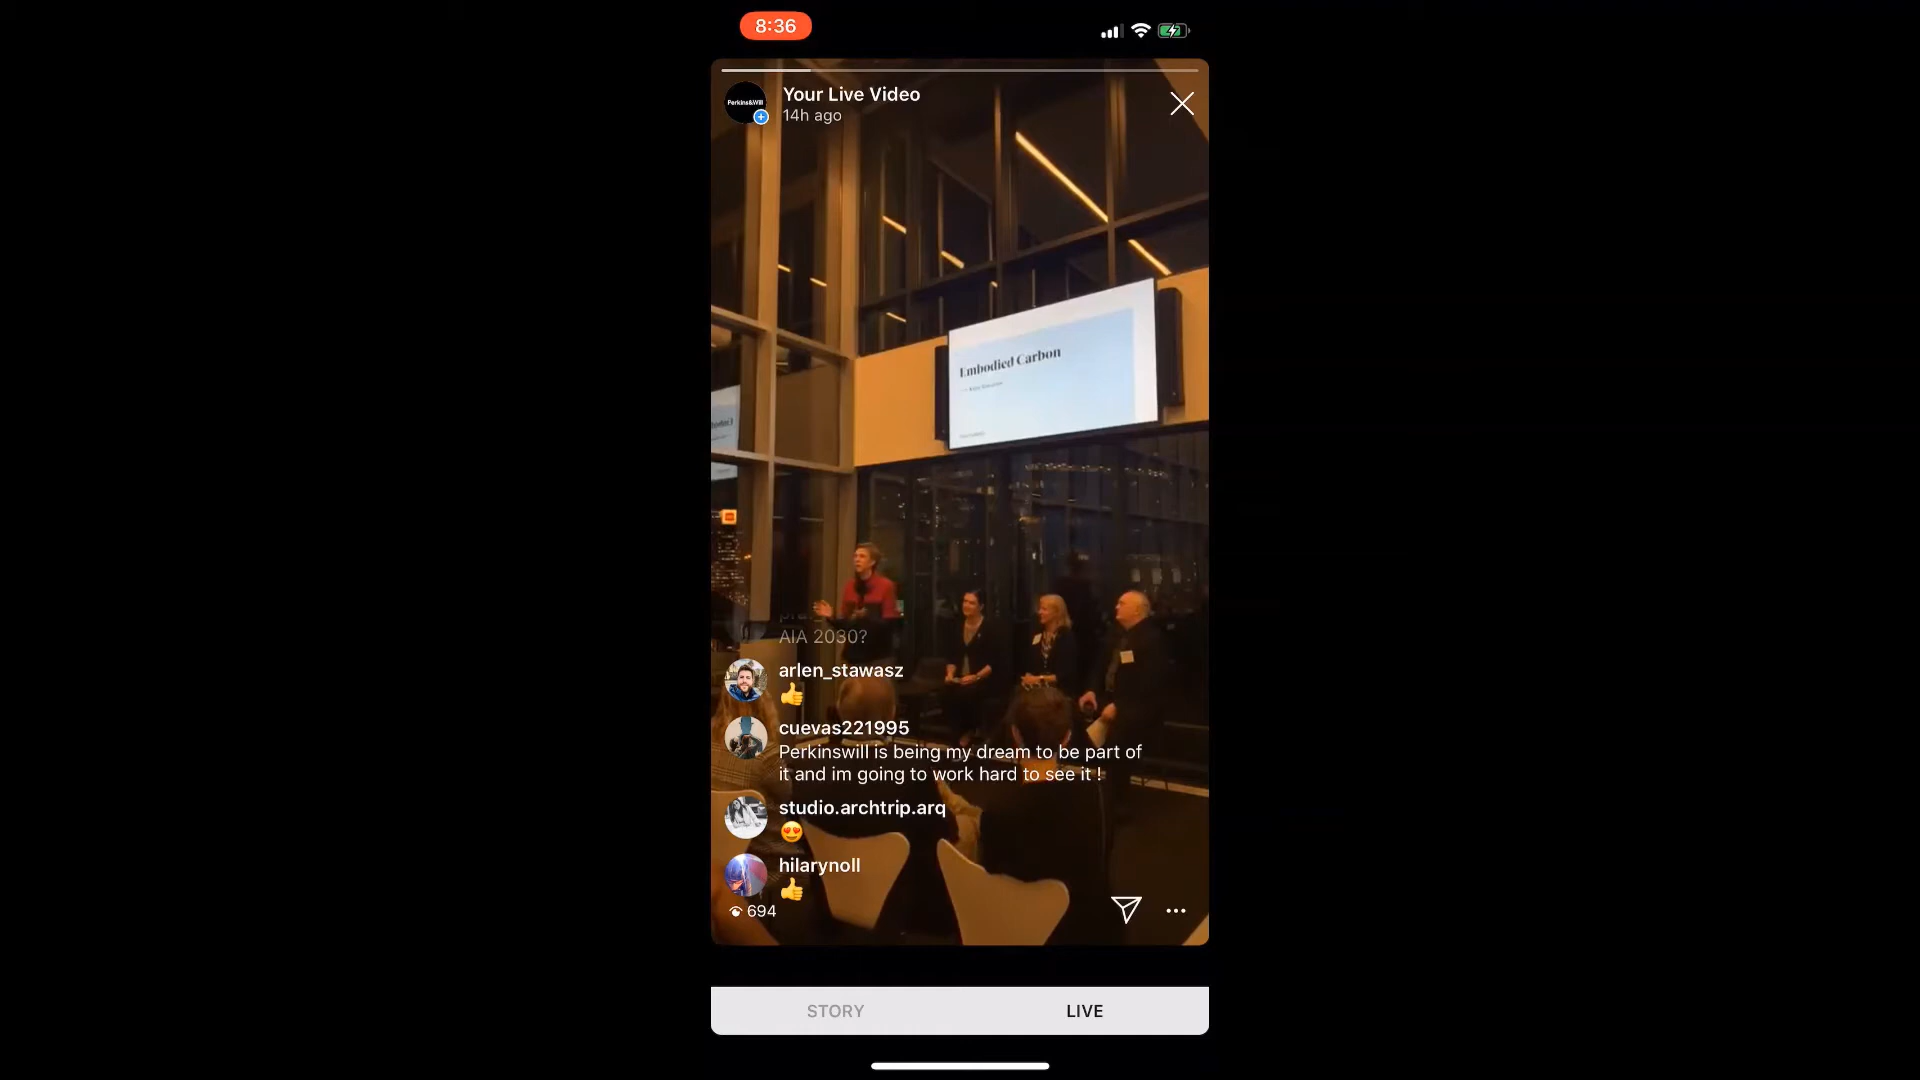 8:36
Perkins&Will
Your Live Video
14h ago
Embodied Carbon
AIA 2030?
arlen_stawasz
👍
cuevas221995
Perkinswill is being my dream to be part of
it and im going to work hard to see it !
studio.archtrip.arq
😍
hilarynoll
👍
694
STORY
LIVE